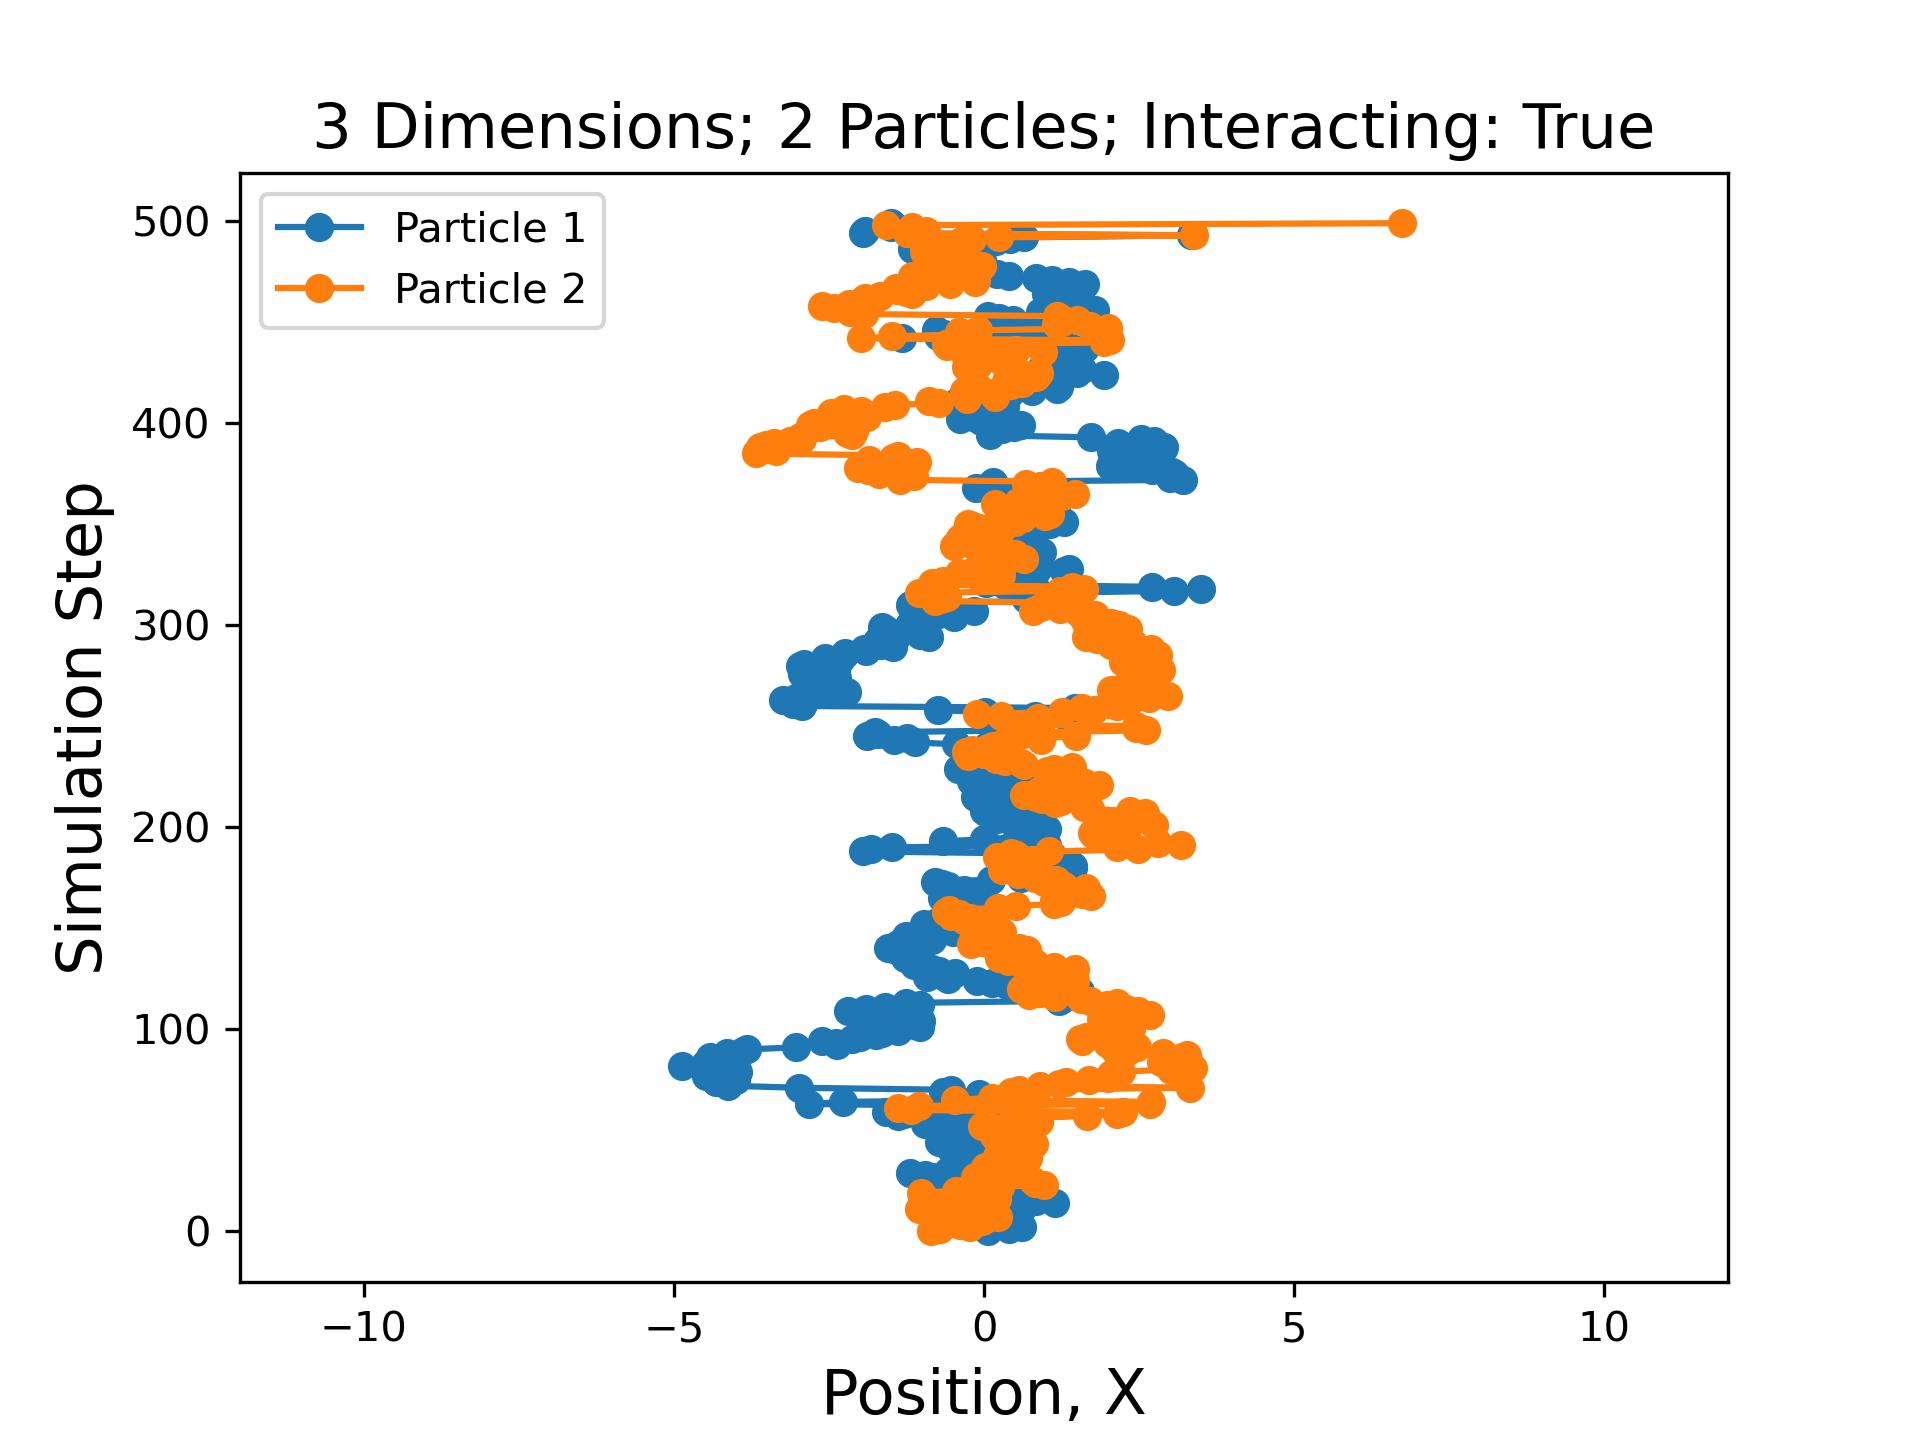 3 Dimensions; 2 Particles; Interacting: True
Particle 1
Particle 2
500
400
300
200
100
0
Simulation Step
−10
−5
0
5
10
Position, X